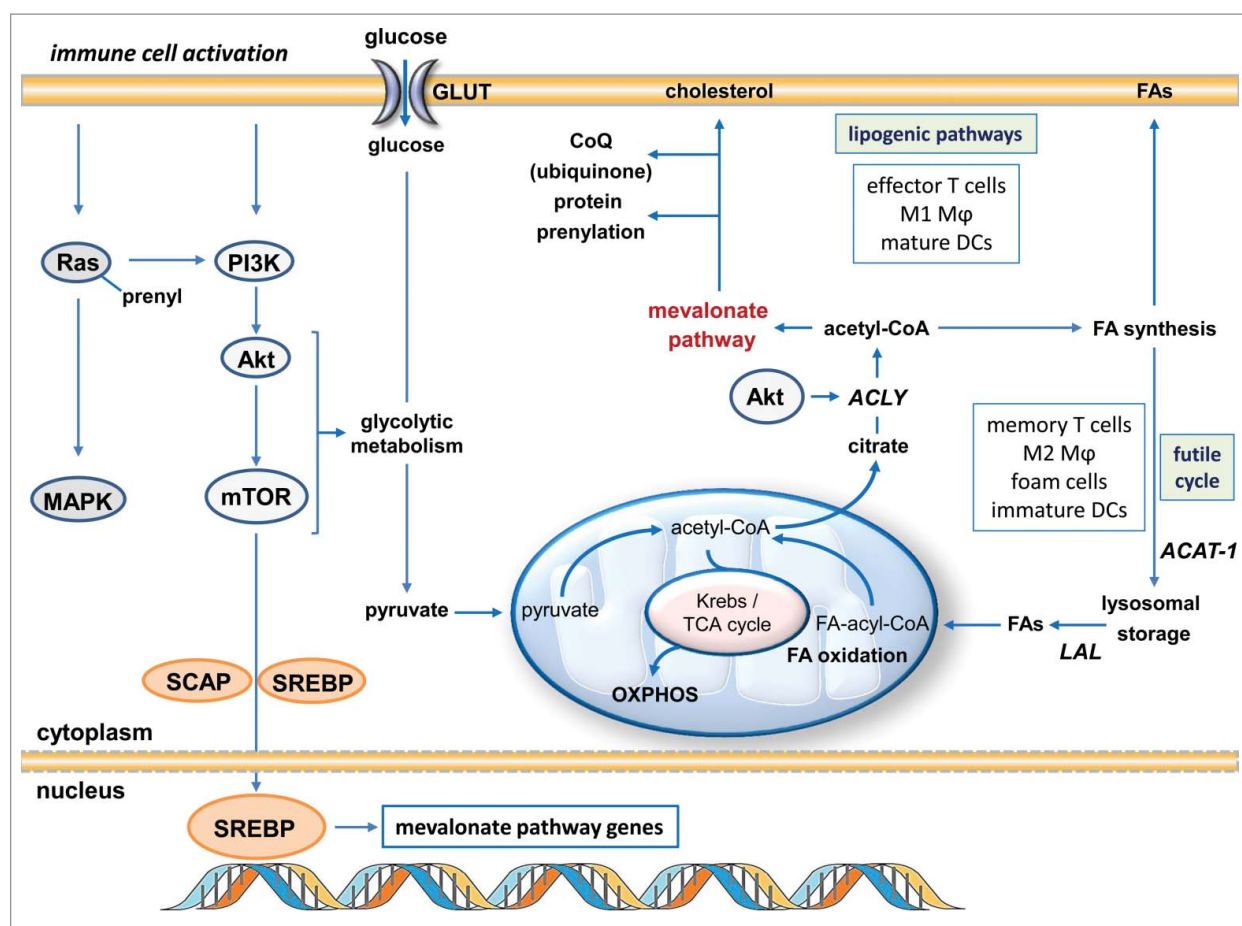 immune cell activation
glucose
GLUT
cholesterol
FAs
glucose
CoQ
(ubiquinone)
protein
prenylation
lipogenic pathways
effector T cells
M1 Mφ
mature DCs
Ras
prenyl
PI3K
Akt
mTOR
MAPK
glycolytic
metabolism
mevalonate
pathway
acetyl-CoA
FA synthesis
Akt
ACLY
citrate
memory T cells
M2 Mφ
foam cells
immature DCs
futile
cycle
ACAT-1
lysosomal
storage
LAL
FAs
pyruvate
pyruvate
acetyl-CoA
Krebs /
TCA cycle
FA-acyl-CoA
FA oxidation
OXPHOS
SCAP
SREBP
cytoplasm
nucleus
SREBP
mevalonate pathway genes